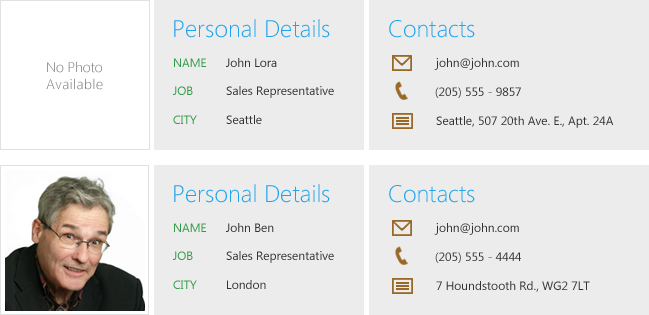 No Photo
Available
Personal Details
NAME John Lora
JOB Sales Representative
CITY Seattle
Contacts
john@john.com
(205) 555 - 9857
Seattle, 507 20th Ave. E., Apt. 24A
Personal Details
NAME John Ben
JOB Sales Representative
CITY London
Contacts
john@john.com
(205) 555 - 4444
7 Houndstooth Rd., WG2 7LT